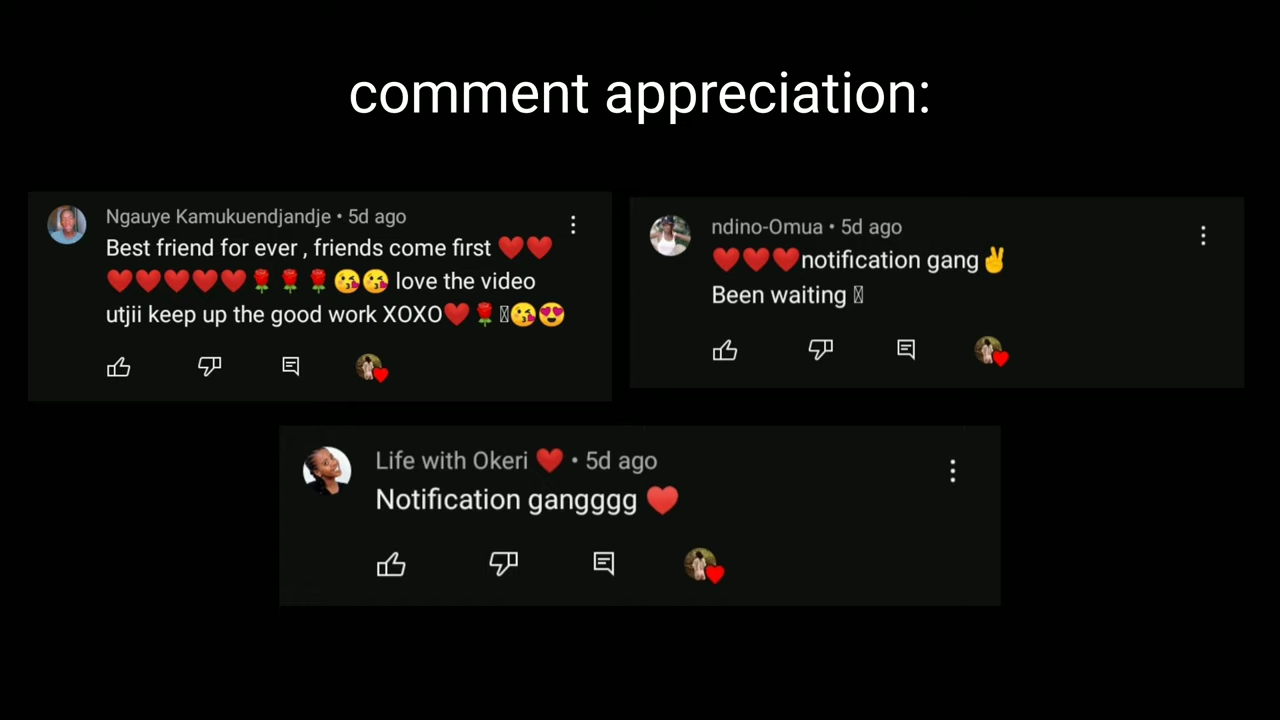 comment appreciation:
Ngauye Kamukuendjandje • 5d ago
Best friend for ever , friends come first ❤️❤️
❤️❤️❤️❤️❤️🌹🌹🌹😘😘 love the video
utjii keep up the good work XOXO❤️🌹▯😘😍
ndino-Omua • 5d ago
❤️❤️❤️notification gang✌️
Been waiting ▯
Life with Okeri ❤️ • 5d ago
Notification gangggg ❤️